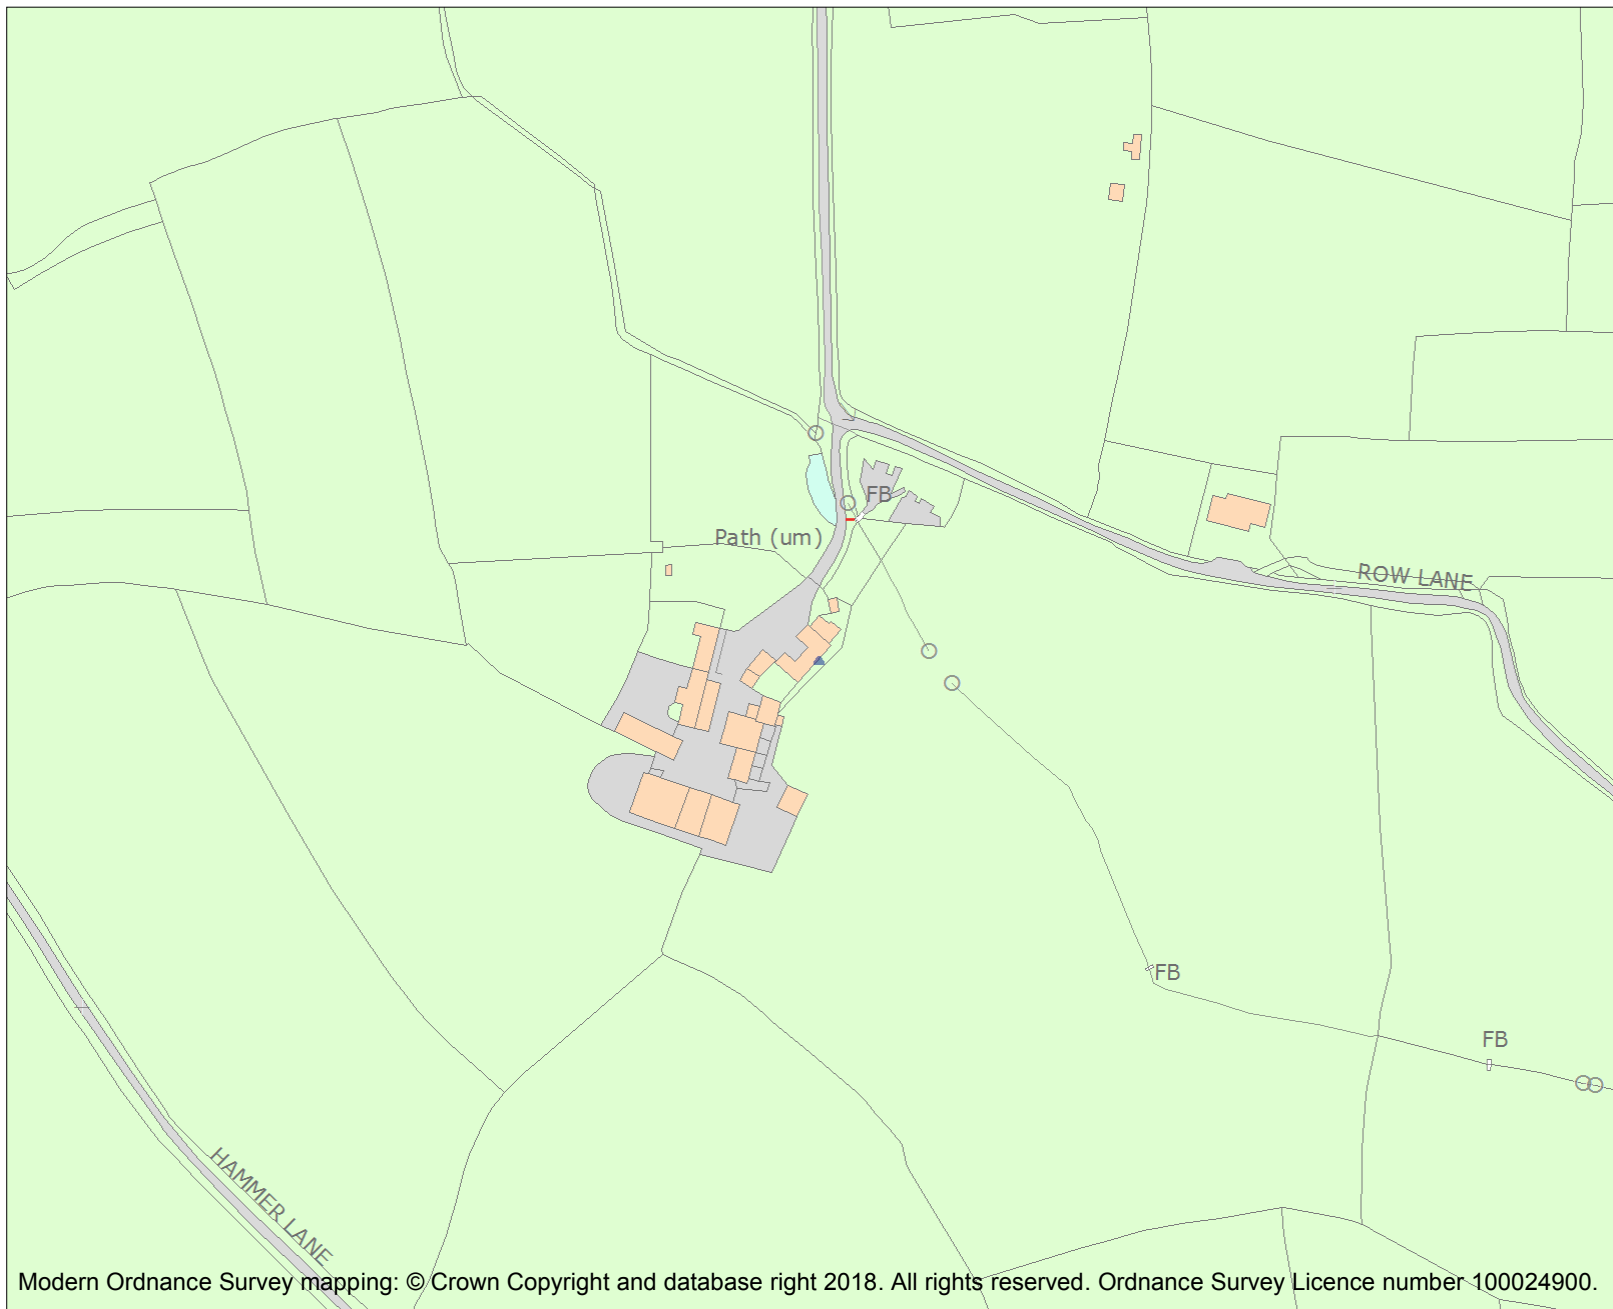 FB
Path (um)
ROW LANE
FB
FB
HAMMER LANE
Modern Ordnance Survey mapping: © Crown Copyright and database right 2018. All rights reserved. Ordnance Survey Licence number 100024900.